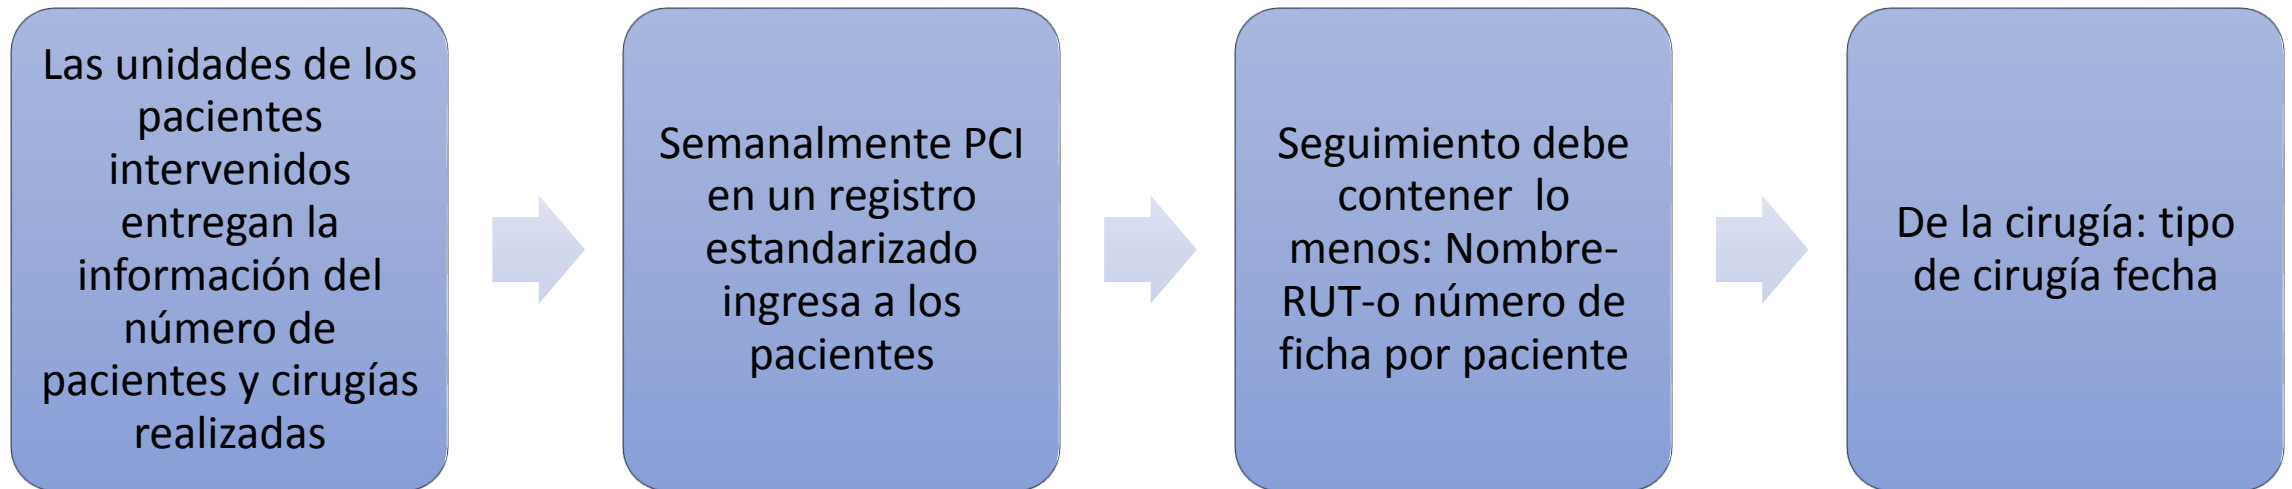 Las unidades de los
pacientes
intervenidos
entregan la
información del
número de
pacientes y cirugías
realizadas
Semanalmente PCI
en un registro
estandarizado
ingresa a los
pacientes
Seguimiento debe
contener  lo
menos: Nombre-
RUT-o número de
ficha por paciente
De la cirugía: tipo
de cirugía fecha